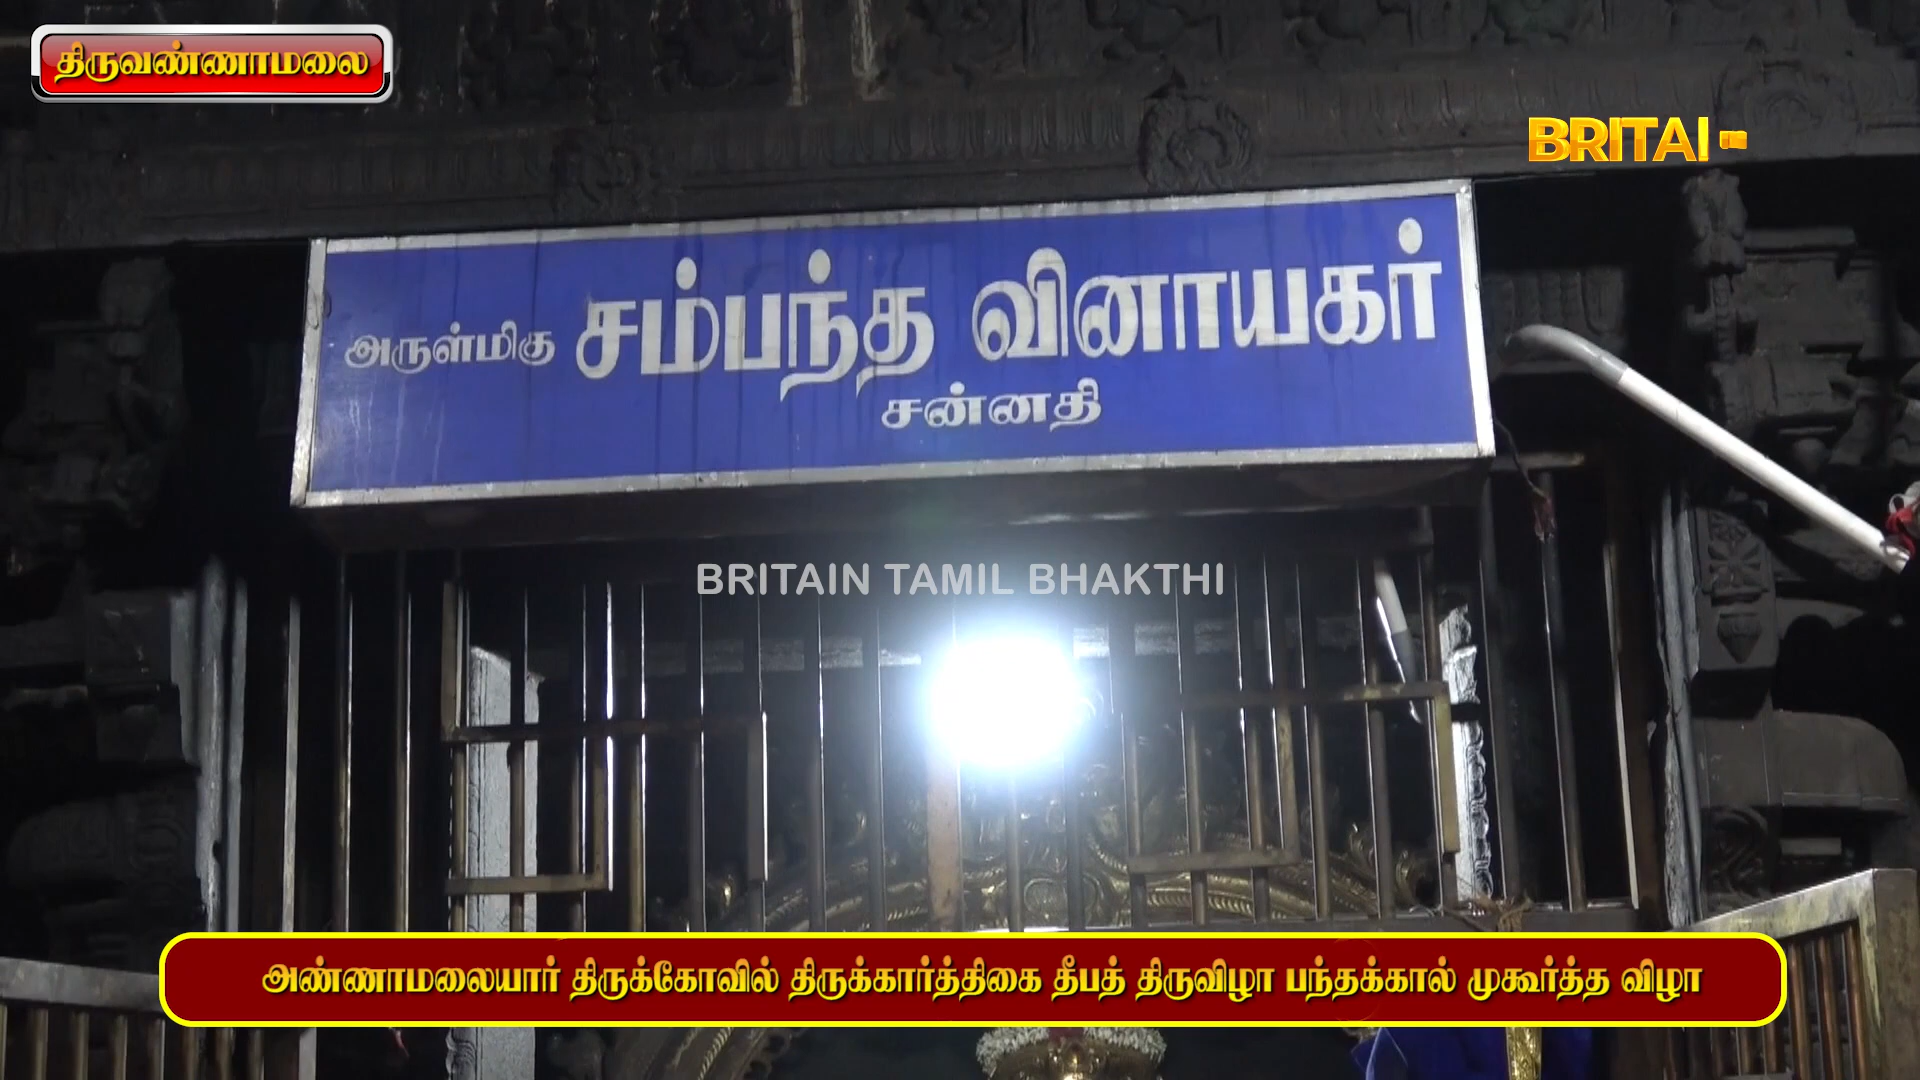 திருவண்ணாமலை
BRITAI
அருள்மிகு சம்பந்த வினாயகர்
சன்னதி
BRITAIN TAMIL BHAKTHI
அண்ணாமலையார் திருக்கோவில் திருக்கார்த்திகை தீபத் திருவிழா பந்தக்கால் முகூர்த்த விழா